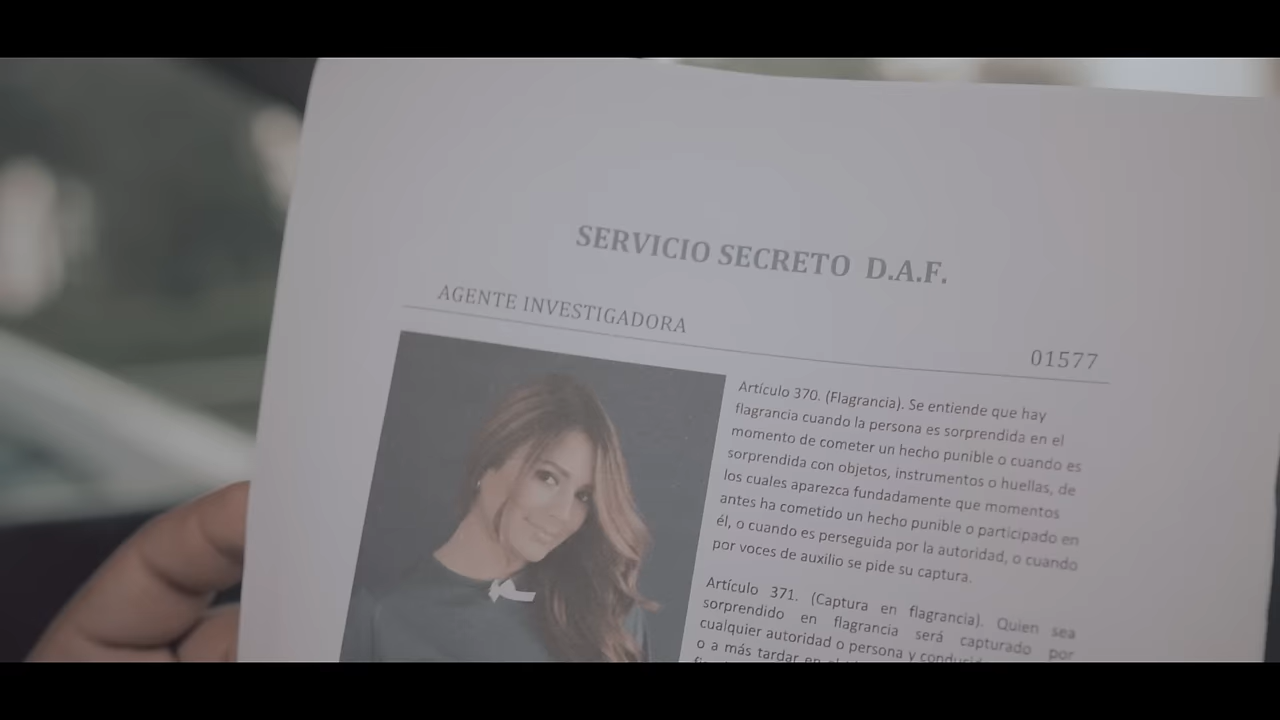 SERVICIO SECRETO D.A.F.
AGENTE INVESTIGADORA
01577
Artículo 370. (Flagrancia). Se entiende que hay
flagrancia cuando la persona es sorprendida en el
momento de cometer un hecho punible o cuando es
sorprendida con objetos, instrumentos o huellas, de
los cuales aparezca fundadamente que momentos
antes ha cometido un hecho punible o participado en
él, o cuando es perseguida por la autoridad, o cuando
por voces de auxilio se pide su captura.
Artículo 371. (Captura en flagrancia). Quien sea
sorprendido en flagrancia será capturado por
cualquier autoridad o persona y
o a más tardar en